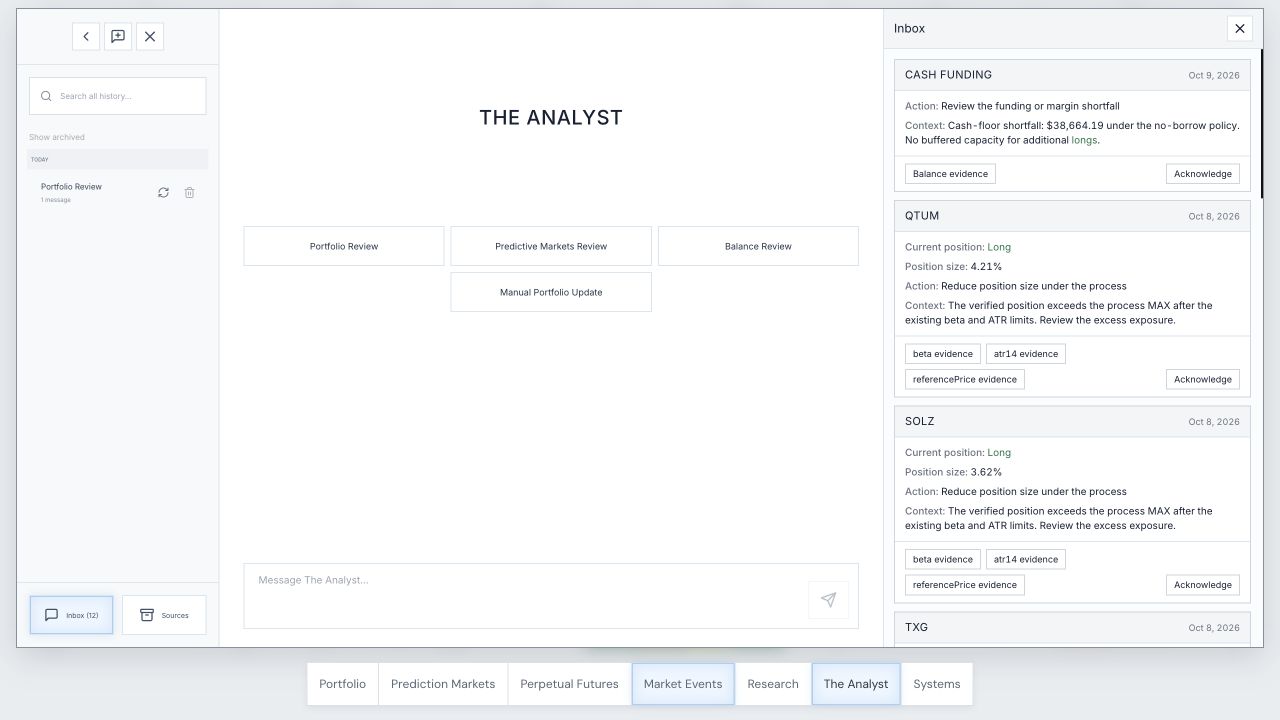 Search all history...
Show archived
TODAY
Portfolio Review
1 message
Inbox (12)
Sources
THE ANALYST
Portfolio Review
Predictive Markets Review
Balance Review
Manual Portfolio Update
Message The Analyst...
Inbox
CASH FUNDING
Oct 9, 2026
Action: Review the funding or margin shortfall
Context: Cash-floor shortfall: $38,664.19 under the no-borrow policy.
No buffered capacity for additional longs.
Balance evidence
Acknowledge
QTUM
Oct 8, 2026
Current position: Long
Position size: 4.21%
Action: Reduce position size under the process
Context: The verified position exceeds the process MAX after the
existing beta and ATR limits. Review the excess exposure.
beta evidence
atr14 evidence
referencePrice evidence
Acknowledge
SOLZ
Oct 8, 2026
Current position: Long
Position size: 3.62%
Action: Reduce position size under the process
Context: The verified position exceeds the process MAX after the
existing beta and ATR limits. Review the excess exposure.
beta evidence
atr14 evidence
referencePrice evidence
Acknowledge
TXG
Oct 8, 2026
Portfolio
Prediction Markets
Perpetual Futures
Market Events
Research
The Analyst
Systems